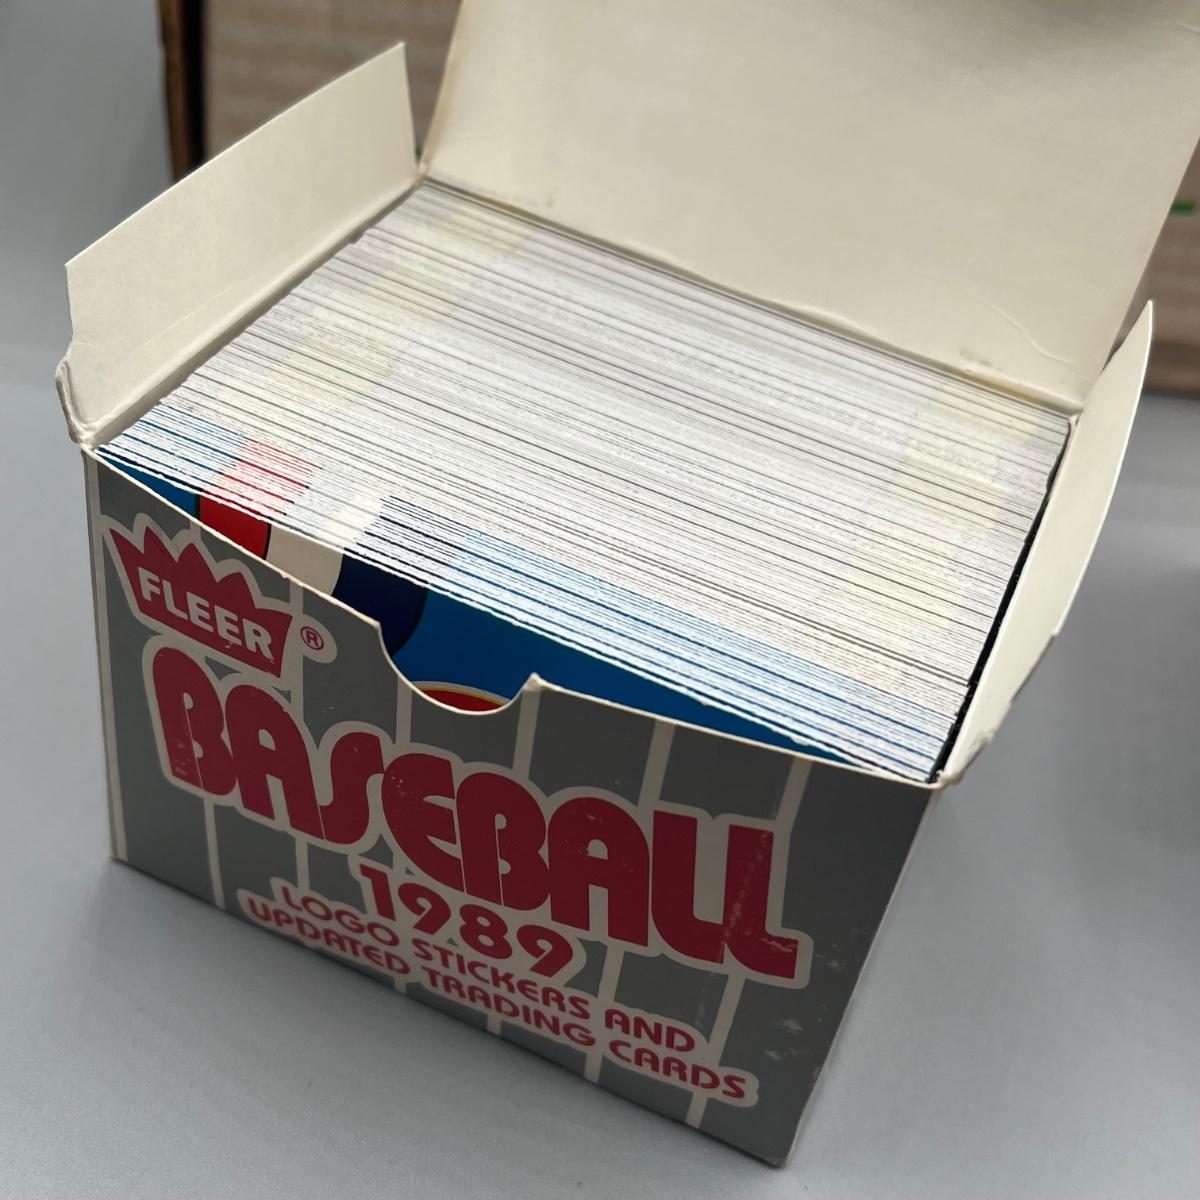 FLEER®
BASEBALL
1989
LOGO STICKERS AND
UPDATED TRADING CARDS